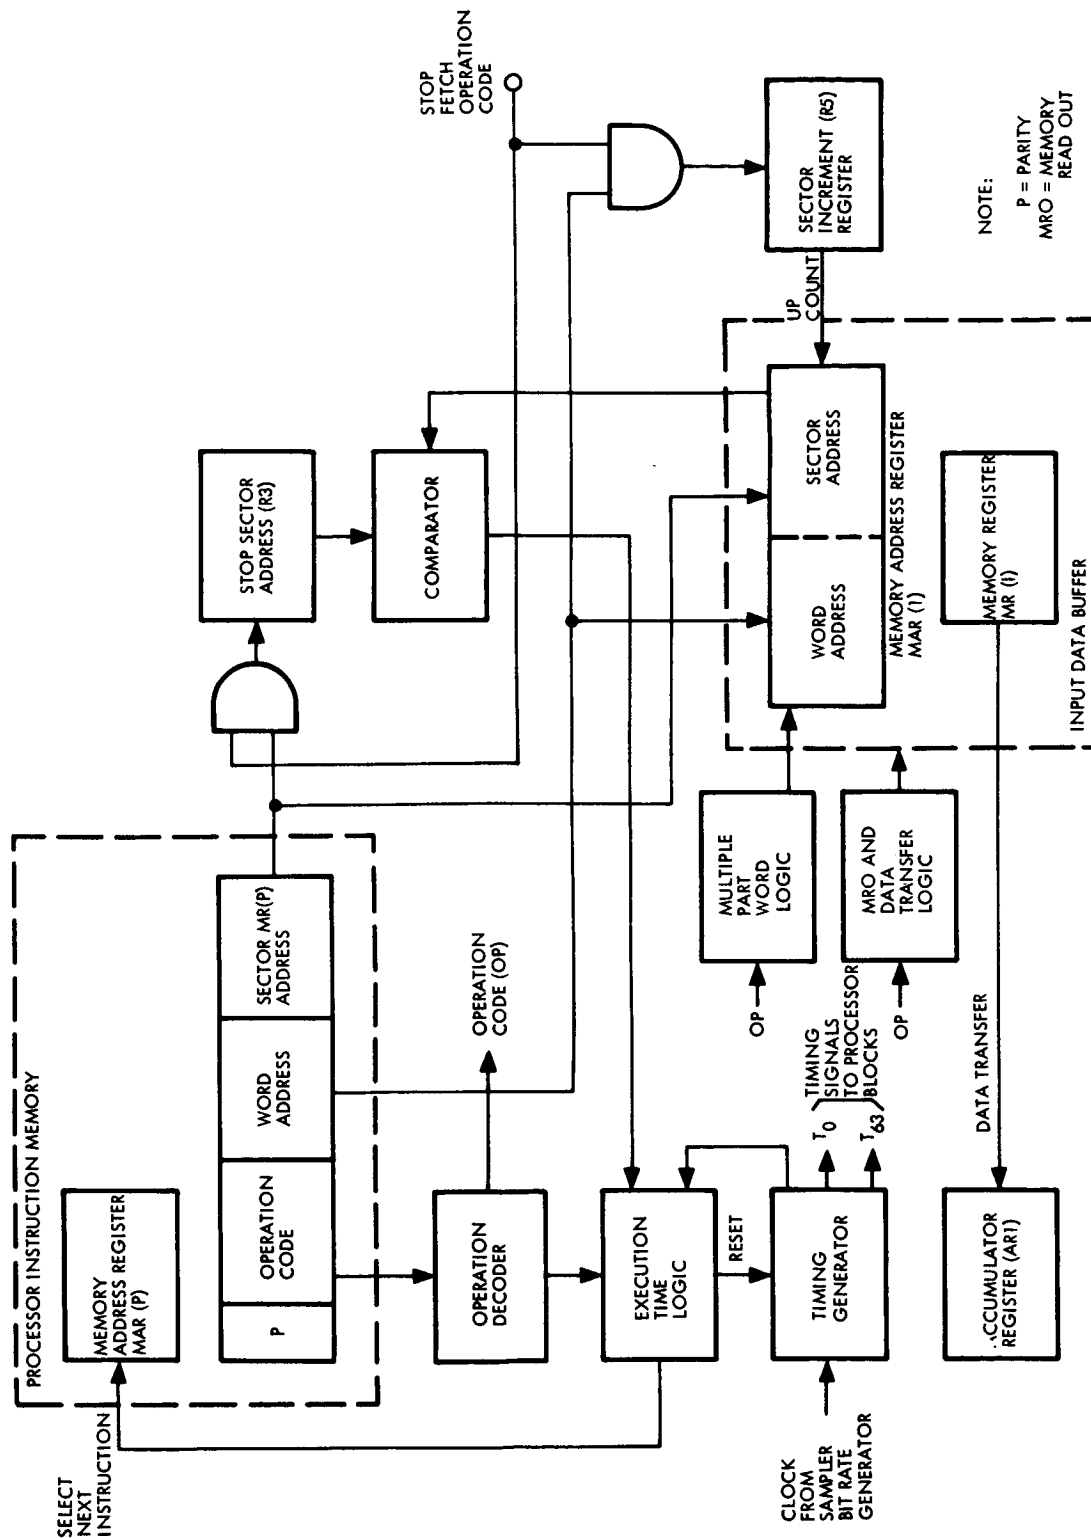 PROCESSOR INSTRUCTION MEMORY
SELECT
NEXT
INSTRUCTION
MEMORY
ADDRESS REGISTER
MAR (P)
P
OPERATION
CODE
WORD
ADDRESS
SECTOR MR(P)
ADDRESS
STOP SECTOR
ADDRESS (R3)
STOP
FETCH
OPERATION
CODE
OPERATION
DECODER
OPERATION
CODE (OP)
COMPARATOR
EXECUTION
TIME
LOGIC
RESET
CLOCK
FROM
SAMPLER
BIT RATE
GENERATOR
TIMING
GENERATOR
T0
T63
TIMING
SIGNALS
TO PROCESSOR
BLOCKS
OP
MULTIPLE
PART
WORD
LOGIC
OP
MRO AND
DATA
TRANSFER
LOGIC
WORD
ADDRESS
SECTOR
ADDRESS
MEMORY ADDRESS REGISTER
MAR (I)
UP
COUNT
SECTOR
INCREMENT (R5)
REGISTER
ACCUMULATOR
REGISTER (AR1)
DATA TRANSFER
MEMORY REGISTER
MR (I)
INPUT DATA BUFFER
NOTE:
P = PARITY
MRO = MEMORY
READ OUT